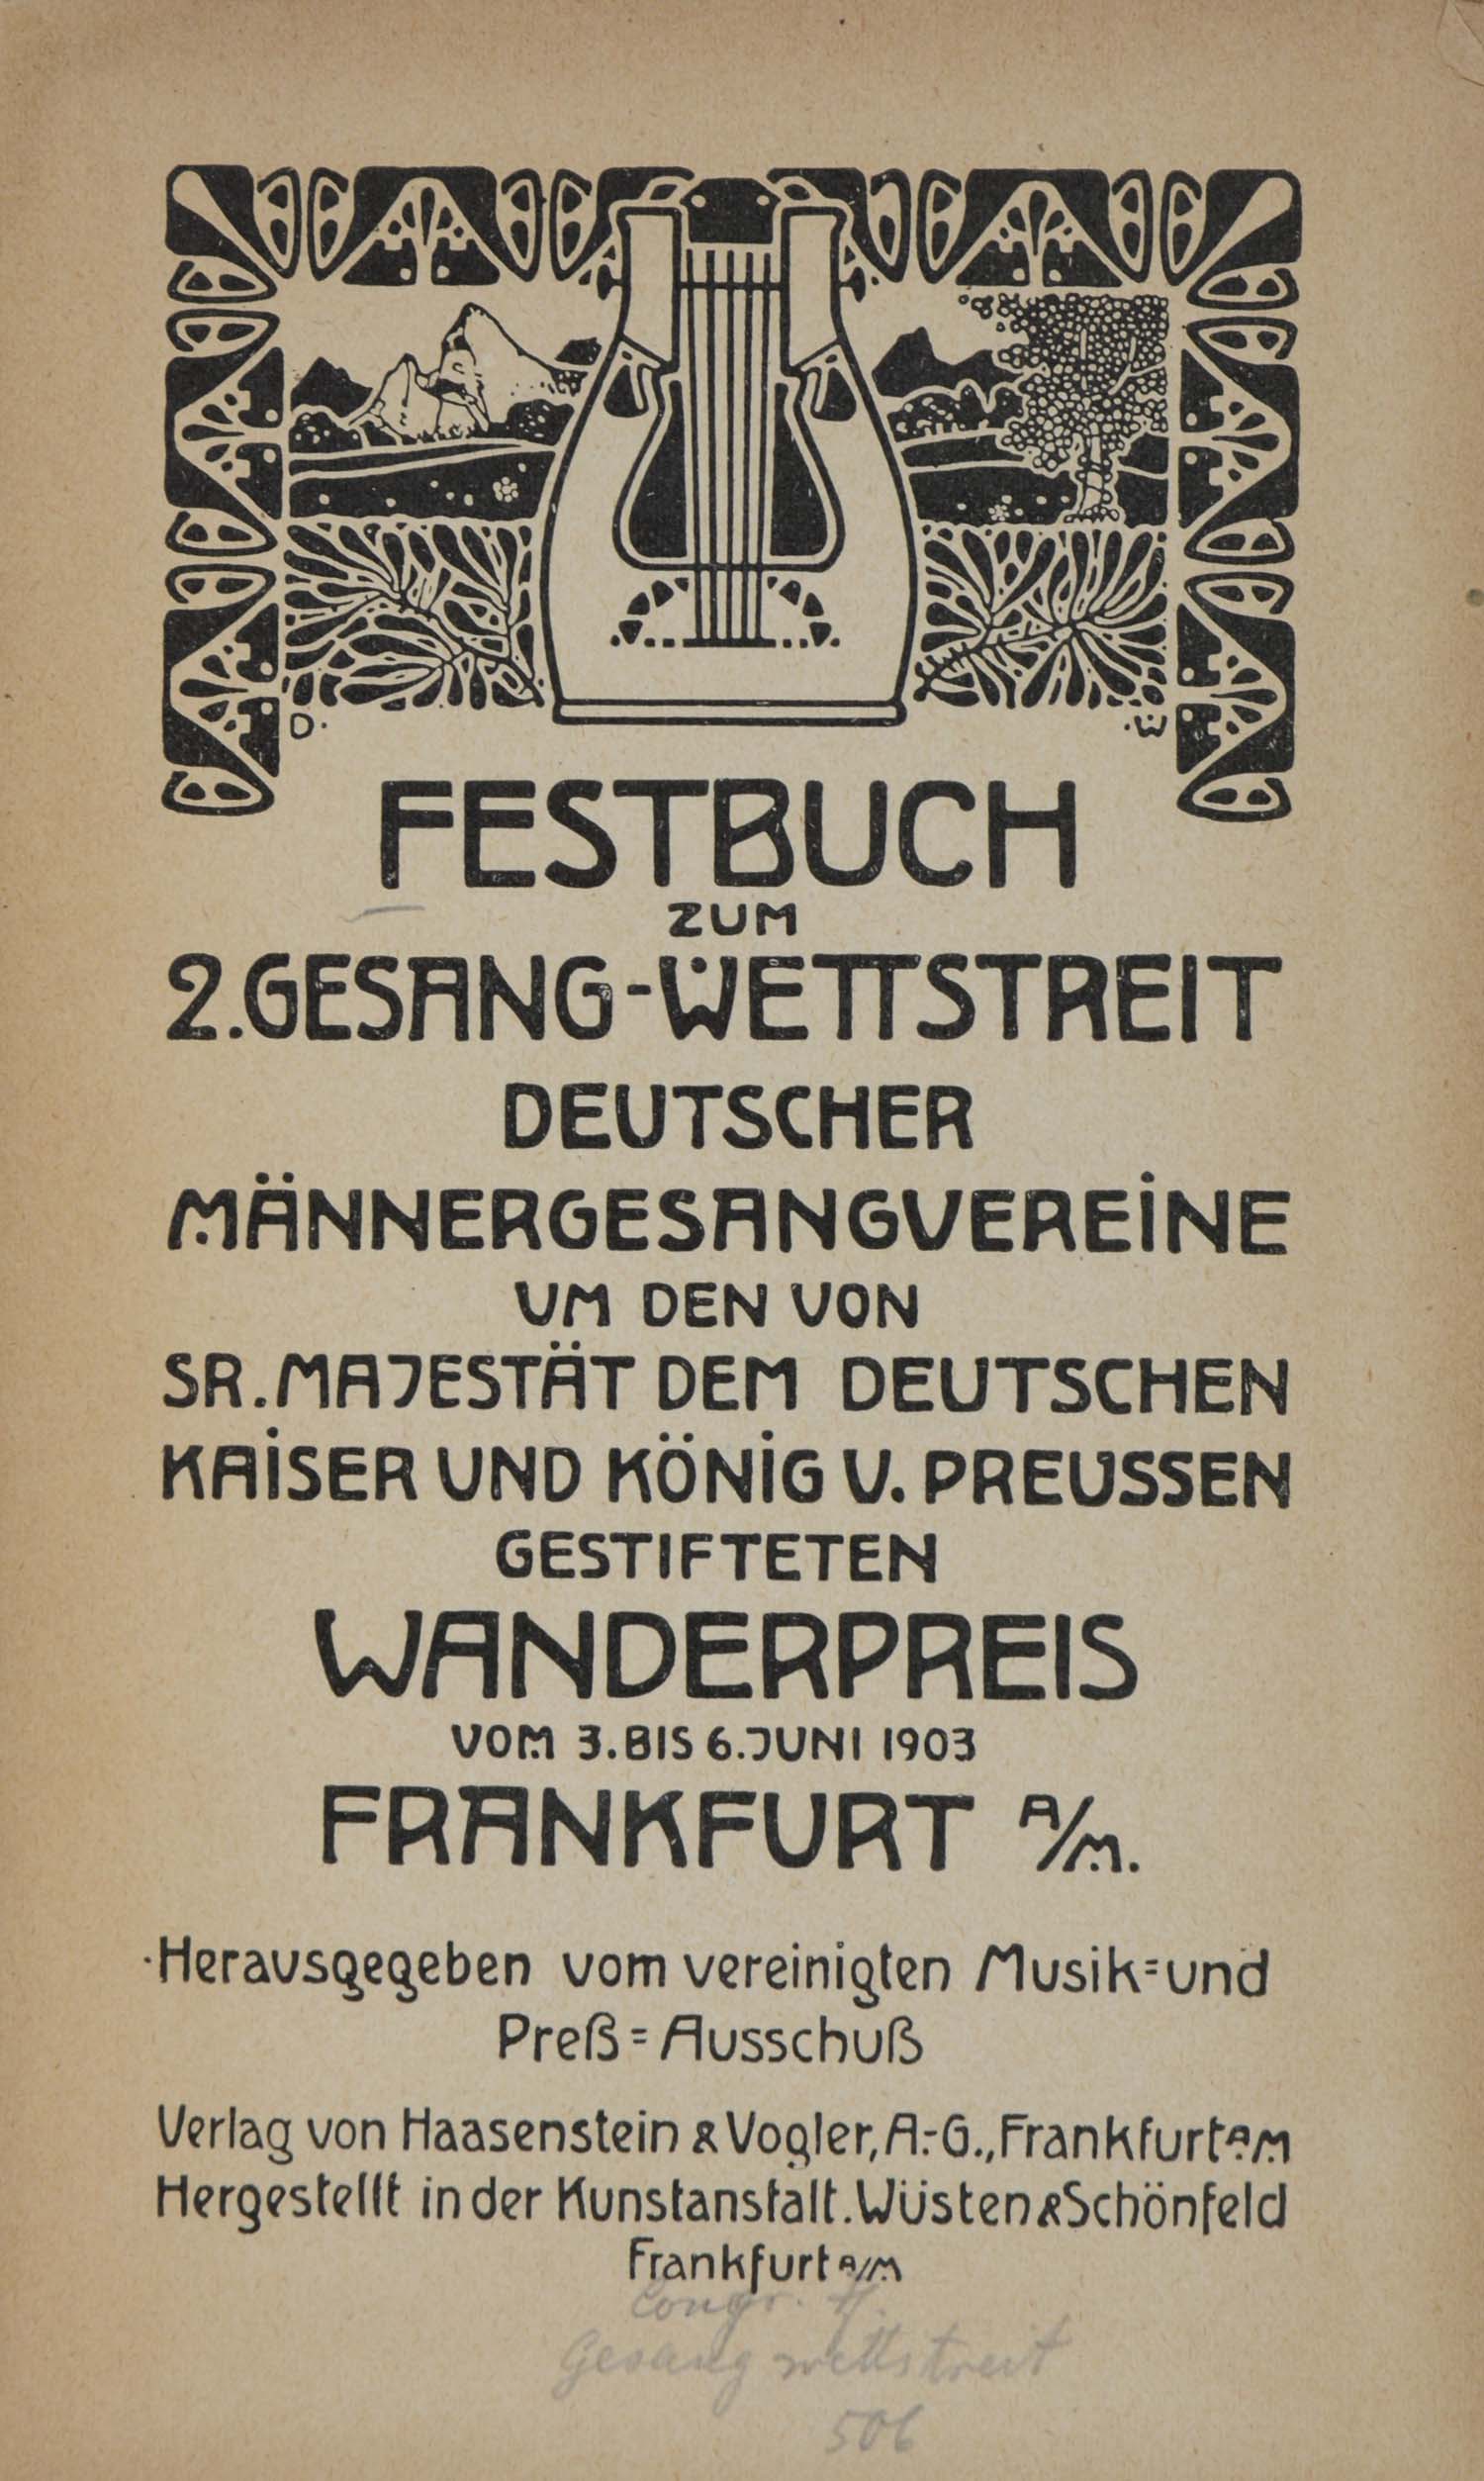 D.
.W
FESTBUCH
ZUM
2. GESANG-WETTSTREIT
DEUTSCHER
MÄNNERGESANGVEREINE
UM DEN VON
SR. MAJESTÄT DEM DEUTSCHEN
KAISER UND KÖNIG V. PREUSSEN
GESTIFTETEN
WANDERPREIS
VOM 3. BIS 6. JUNI 1903
FRANKFURT A/M.
Herausgegeben vom vereinigten Musik= und
Preß=Ausschuß
Verlag von Haasenstein & Vogler, A.-G., Frankfurt a. M
Hergestellt in der Kunstanstalt. Wüsten & Schönfeld
Frankfurt a/M
Gesang wettstreit
506